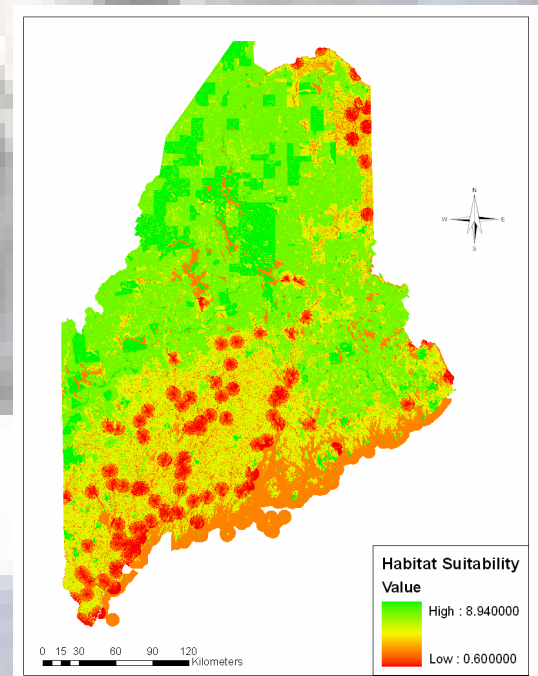 N
W E
S
Habitat Suitability
Value
High : 8.940000
Low : 0.600000
0 15 30 60 90 120
Kilometers